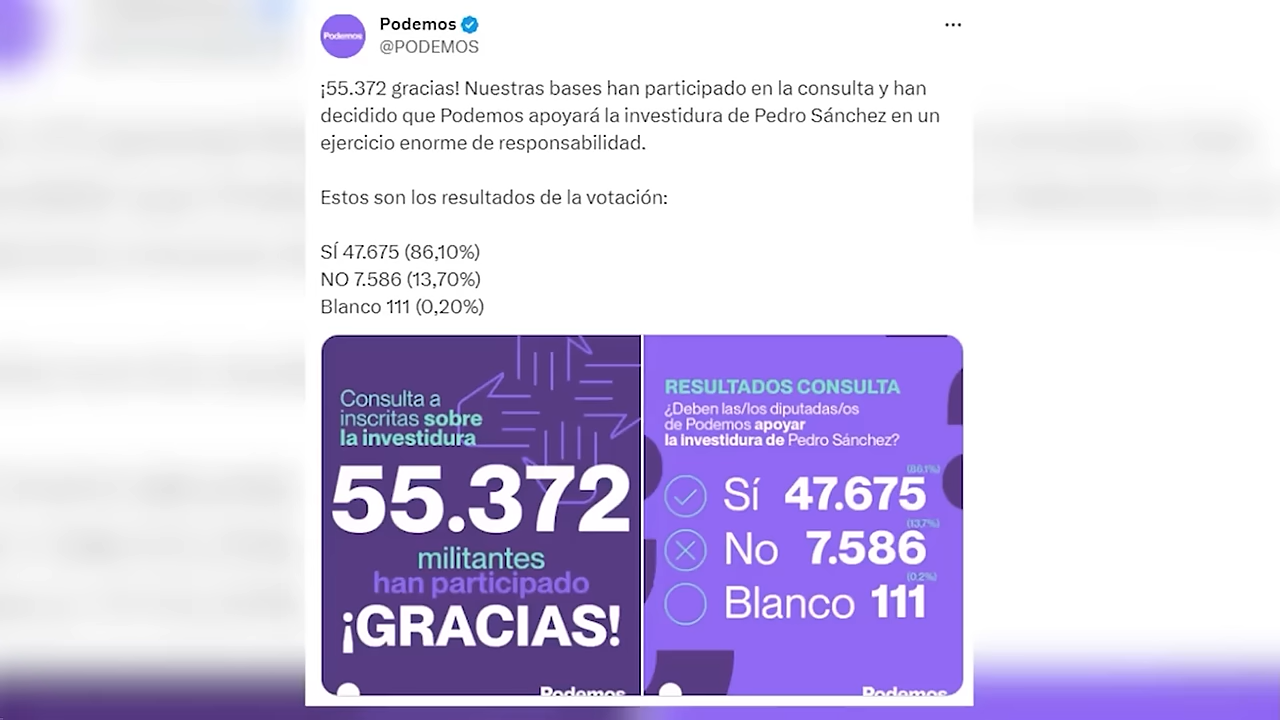 Podemos
Podemos
@PODEMOS
¡55.372 gracias! Nuestras bases han participado en la consulta y han
decidido que Podemos apoyará la investidura de Pedro Sánchez en un
ejercicio enorme de responsabilidad.
Estos son los resultados de la votación:
SÍ 47.675 (86,10%)
NO 7.586 (13,70%)
Blanco 111 (0,20%)
Consulta a
inscritas sobre
la investidura
55.372
militantes
han participado
¡GRACIAS!
Podemos
RESULTADOS CONSULTA
¿Deben las/los diputadas/os
de Podemos apoyar
la investidura de Pedro Sánchez?
(86,1%)
Sí 47.675
(13,7%)
No 7.586
(0,2%)
Blanco 111
Podemos